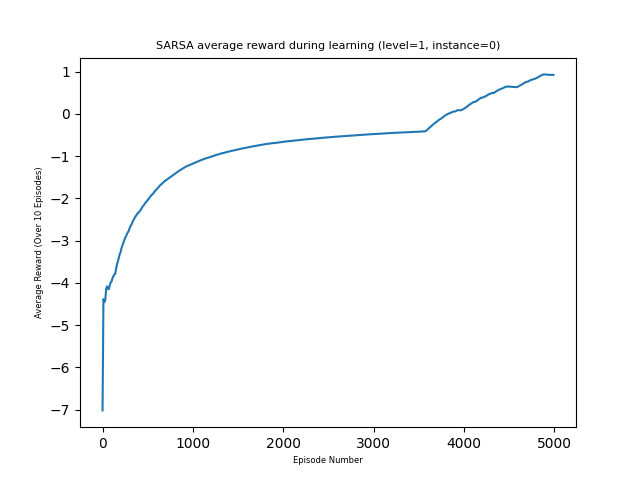 SARSA average reward during learning (level=1, instance=0)
1
0
−1
−2
−3
−4
−5
−6
−7
Average Reward (Over 10 Episodes)
0 1000 2000 3000 4000 5000
Episode Number